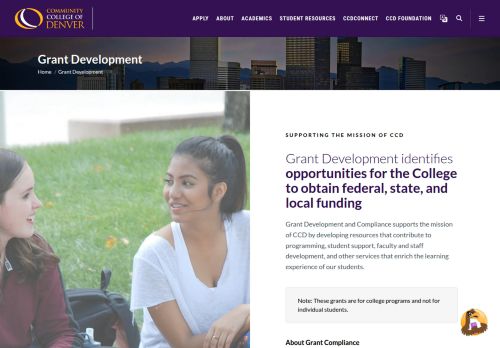 COMMUNITY
COLLEGE OF
DENVER
APPLY ABOUT ACADEMICS STUDENT RESOURCES CCDCONNECT CCD FOUNDATION
Grant Development
Home / Grant Development
SUPPORTING THE MISSION OF CCD
Grant Development identifies
opportunities for the College
to obtain federal, state, and
local funding
Grant Development and Compliance supports the mission
of CCD by developing resources that contribute to
programming, student support, faculty and staff
development, and other services that enrich the learning
experience of our students.
Note: These grants are for college programs and not for
individual students.
About Grant Compliance